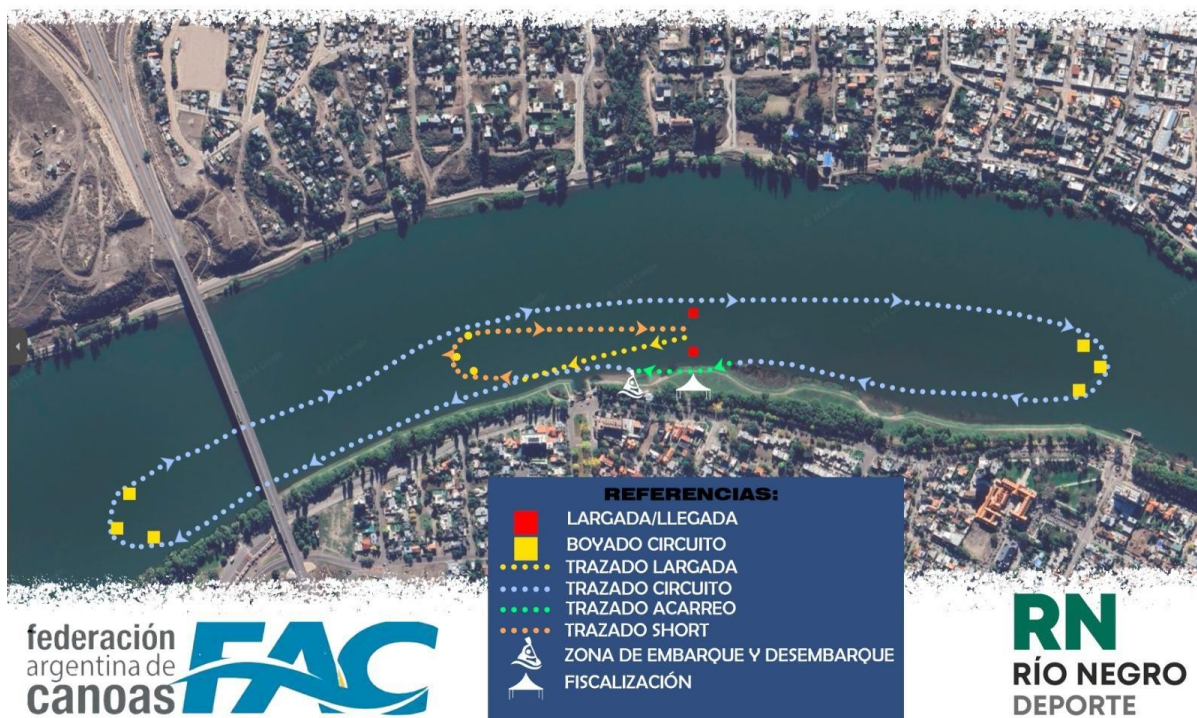 REFERENCIAS:
LARGADA/LLEGADA
BOYADO CIRCUITO
TRAZADO LARGADA
TRAZADO CIRCUITO
TRAZADO ACARREO
TRAZADO SHORT
ZONA DE EMBARQUE Y DESEMBARQUE
FISCALIZACIÓN
federación
argentina de
canoas
FAC
RN
RÍO NEGRO
DEPORTE